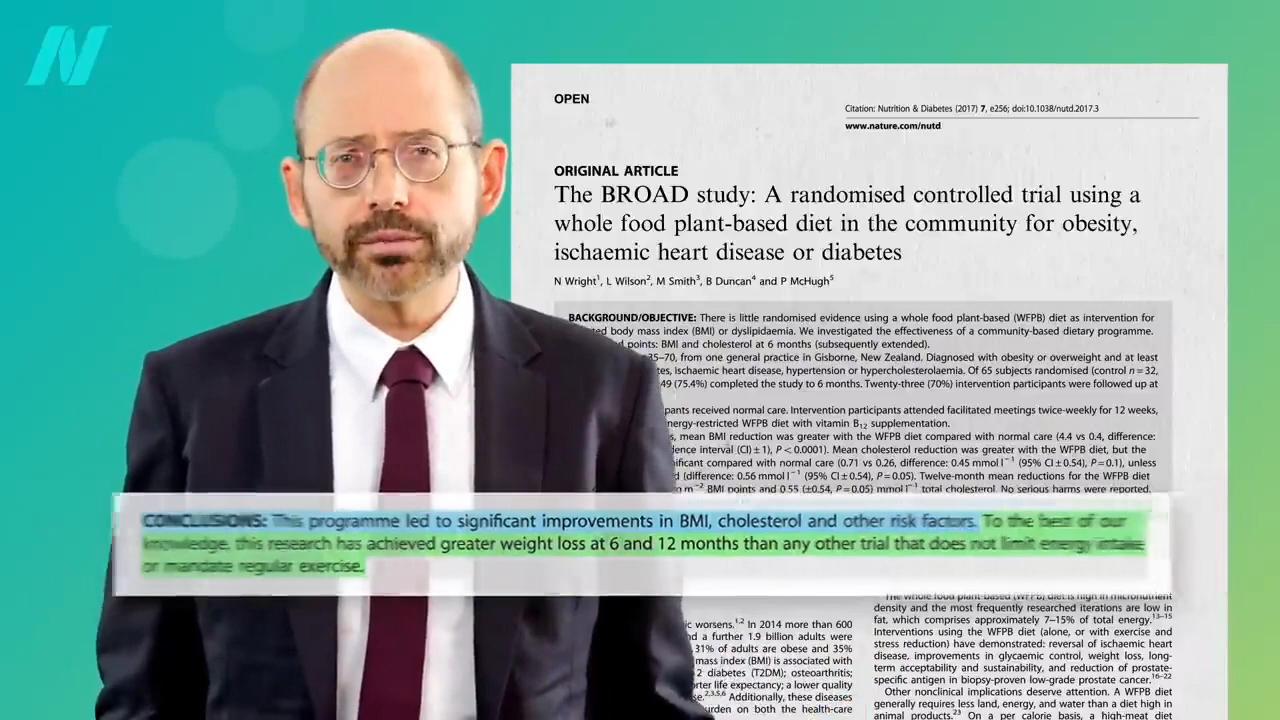 OPEN
Citation: Nutrition & Diabetes (2017) 7, e256; doi:10.1038/nutd.2017.3
www.nature.com/nutd
ORIGINAL ARTICLE
The BROAD study: A randomised controlled trial using a
whole food plant-based diet in the community for obesity,
ischaemic heart disease or diabetes
N Wright1, L Wilson2, M Smith3, B Duncan4 and P McHugh5
BACKGROUND/OBJECTIVE: There is little randomised evidence using a whole food plant-based (WFPB) diet as intervention for
body mass index (BMI) or dyslipidaemia. We investigated the effectiveness of a community-based dietary programme.
points: BMI and cholesterol at 6 months (subsequently extended).
35–70, from one general practice in Gisborne, New Zealand. Diagnosed with obesity or overweight and at least
ischaemic heart disease, hypertension or hypercholesterolaemia. Of 65 subjects randomised (control n = 32,
49 (75.4%) completed the study to 6 months. Twenty-three (70%) intervention participants were followed up at
received normal care. Intervention participants attended facilitated meetings twice-weekly for 12 weeks,
WFPB diet with vitamin B12 supplementation.
mean BMI reduction was greater with the WFPB diet compared with normal care (4.4 vs 0.4, difference:
interval (CI) ± 1), P < 0.0001). Mean cholesterol reduction was greater with the WFPB diet, but the
compared with normal care (0.71 vs 0.26, difference: 0.45 mmol l−1 (95% CI ± 0.54), P = 0.1), unless
(difference: 0.56 mmol l−1 (95% CI ± 0.54), P = 0.05). Twelve-month mean reductions for the WFPB diet
m−2 BMI points and 0.55 (±0.54, P = 0.05) mmol l−1 total cholesterol. No serious harms were reported.
CONCLUSIONS: This programme led to significant improvements in BMI, cholesterol and other risk factors. To the best of our
knowledge, this research has achieved greater weight loss at 6 and 12 months than any other trial that does not limit energy intake
or mandate regular exercise.
worsens.1,2 In 2014 more than 600
a further 1.9 billion adults were
31% of adults are obese and 35%
mass index (BMI) is associated with
2 diabetes (T2DM); osteoarthritis;
life expectancy; a lower quality
2,3,5,6 Additionally, these diseases
on both the health-care
The whole food plant-based (WFPB) diet is high in micronutrient
density and the most frequently researched iterations are low in
fat, which comprises approximately 7–15% of total energy.13–15
Interventions using the WFPB diet (alone, or with exercise and
stress reduction) have demonstrated: reversal of ischaemic heart
disease, improvements in glycaemic control, weight loss, long-
term acceptability and sustainability, and reduction of prostate-
specific antigen in biopsy-proven low-grade prostate cancer.16–22
Other nonclinical implications deserve attention. A WFPB diet
generally requires less land, energy, and water than a diet high in
animal products.23 On a per calorie basis, a high-meat diet